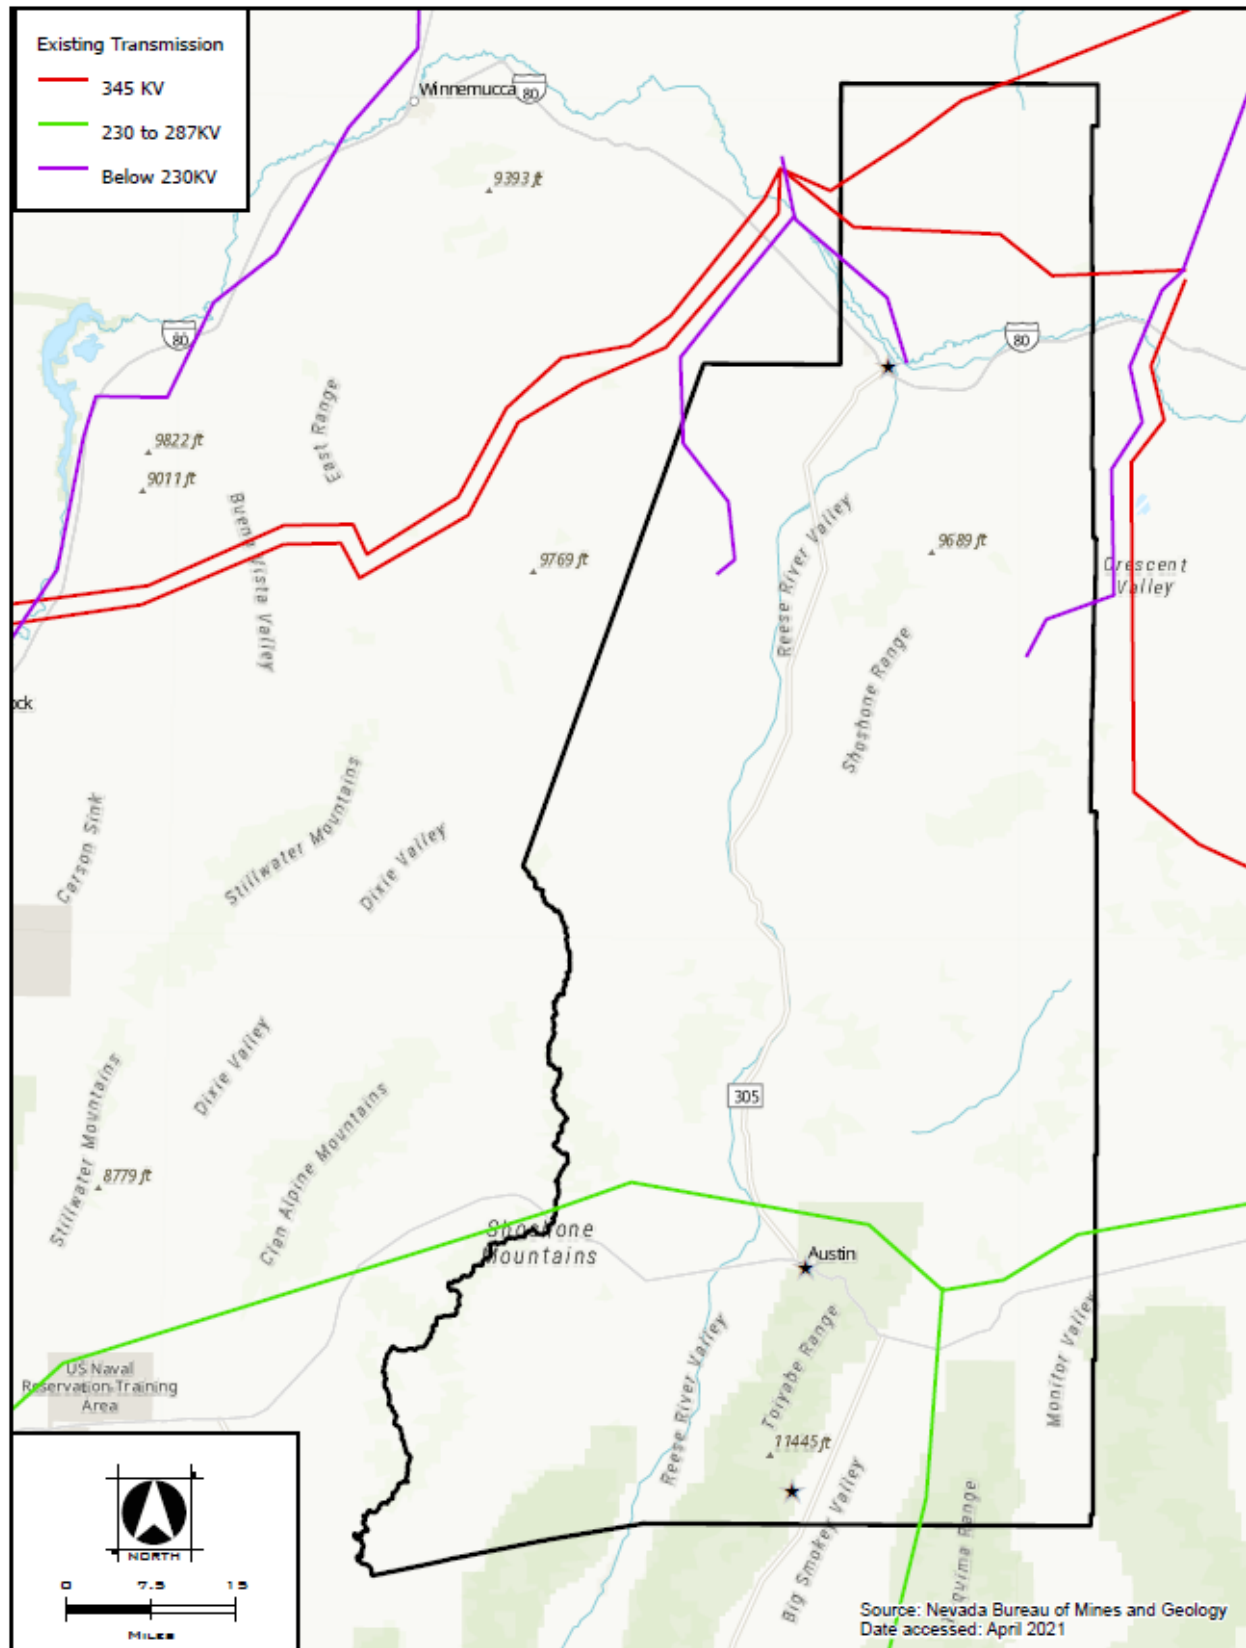 Existing Transmission
345 KV
230 to 287KV
Below 230KV
Winnemucca
80
9393 ft
80
80
East Range
9822 ft
9011 ft
Buena Vista Valley
9769 ft
Reese River Valley
9689 ft
Crescent
Valley
Shoshone Range
ock
Carson Sink
Stillwater Mountains
Dixie Valley
Dixie Valley
Stillwater Mountains
8779 ft
Clan Alpine Mountains
305
Shoshone
Mountains
Austin
US Naval
Reservation-Training
Area
Reese River Valley
Toiyabe Range
Monitor Valley
11445 ft
Big Smokey Valley
quima Range
NORTH
0 7.5 15
MILES
Source: Nevada Bureau of Mines and Geology
Date accessed: April 2021